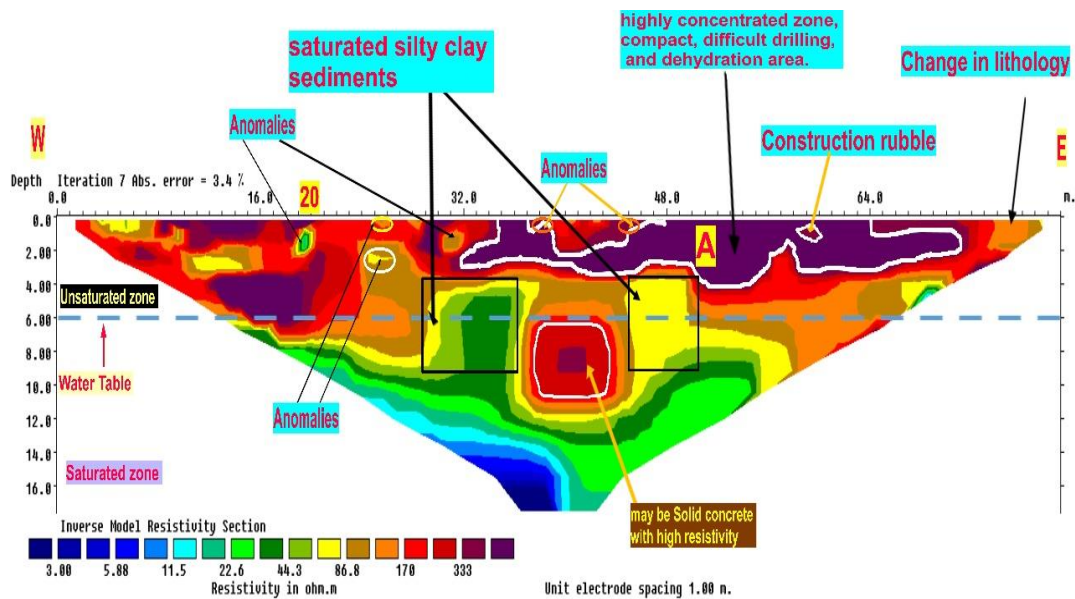 highly concentrated zone,
compact, difficult drilling,
and dehydration area.
saturated silty clay
sediments
Change in lithology
Anomalies
W
Construction rubble
E
Anomalies
Depth Iteration 7 Abs. error = 3.4 %
20
0.0 16.0 32.0 48.0 64.0 m.
0.0
2.00
A
4.00
Unsaturated zone
6.00
8.00
Water Table
10.0
Anomalies
12.0
14.0
Saturated zone
16.0
may be Solid concrete
with high resistivity
Inverse Model Resistivity Section
3.00 5.88 11.5 22.6 44.3 86.8 170 333
Resistivity in ohm.m
Unit electrode spacing 1.00 m.